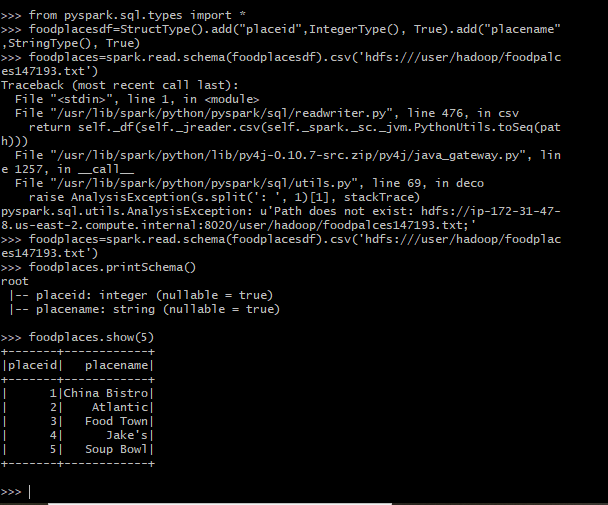 >>> from pyspark.sql.types import *
>>> foodplacesdf=StructType().add("placeid",IntegerType(), True).add("placename"
,StringType(), True)
>>> foodplaces=spark.read.schema(foodplacesdf).csv('hdfs:///user/hadoop/foodpalc
es147193.txt')
Traceback (most recent call last):
  File "<stdin>", line 1, in <module>
  File "/usr/lib/spark/python/pyspark/sql/readwriter.py", line 476, in csv
    return self._df(self._jreader.csv(self._spark._sc._jvm.PythonUtils.toSeq(pat
h)))
  File "/usr/lib/spark/python/lib/py4j-0.10.7-src.zip/py4j/java_gateway.py", lin
e 1257, in __call__
  File "/usr/lib/spark/python/pyspark/sql/utils.py", line 69, in deco
    raise AnalysisException(s.split(': ', 1)[1], stackTrace)
pyspark.sql.utils.AnalysisException: u'Path does not exist: hdfs://ip-172-31-47-
8.us-east-2.compute.internal:8020/user/hadoop/foodpalces147193.txt;'
>>> foodplaces=spark.read.schema(foodplacesdf).csv('hdfs:///user/hadoop/foodplac
es147193.txt')
>>> foodplaces.printSchema()
root
 |-- placeid: integer (nullable = true)
 |-- placename: string (nullable = true)

>>> foodplaces.show(5)
+-------+------------+
|placeid|   placename|
+-------+------------+
|      1|China Bistro|
|      2|    Atlantic|
|      3|   Food Town|
|      4|      Jake's|
|      5|   Soup Bowl|
+-------+------------+

>>>